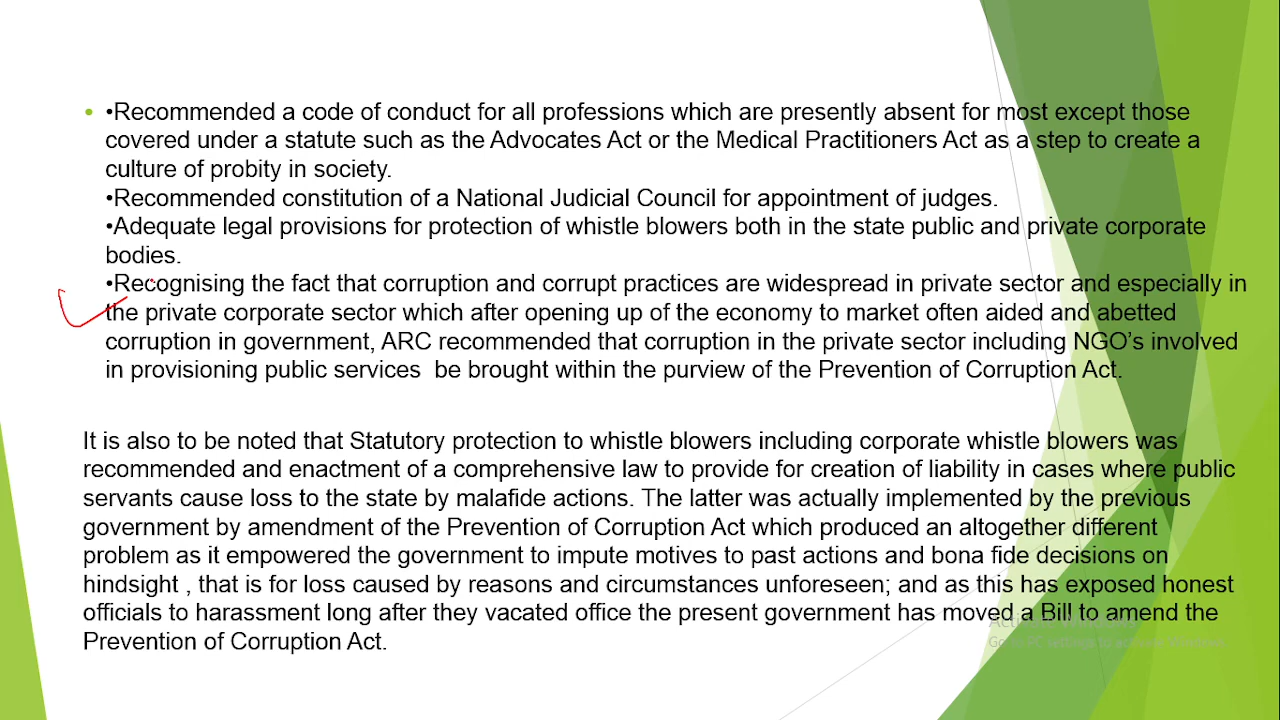 • •Recommended a code of conduct for all professions which are presently absent for most except those
covered under a statute such as the Advocates Act or the Medical Practitioners Act as a step to create a
culture of probity in society.
•Recommended constitution of a National Judicial Council for appointment of judges.
•Adequate legal provisions for protection of whistle blowers both in the state public and private corporate
bodies.
•Recognising the fact that corruption and corrupt practices are widespread in private sector and especially in
the private corporate sector which after opening up of the economy to market often aided and abetted
corruption in government, ARC recommended that corruption in the private sector including NGO's involved
in provisioning public services  be brought within the purview of the Prevention of Corruption Act.
It is also to be noted that Statutory protection to whistle blowers including corporate whistle blowers was
recommended and enactment of a comprehensive law to provide for creation of liability in cases where public
servants cause loss to the state by malafide actions. The latter was actually implemented by the previous
government by amendment of the Prevention of Corruption Act which produced an altogether different
problem as it empowered the government to impute motives to past actions and bona fide decisions on
hindsight , that is for loss caused by reasons and circumstances unforeseen; and as this has exposed honest
officials to harassment long after they vacated office the present government has moved a Bill to amend the
Prevention of Corruption Act.
Activate Windows
Go to PC settings to activate Windows.